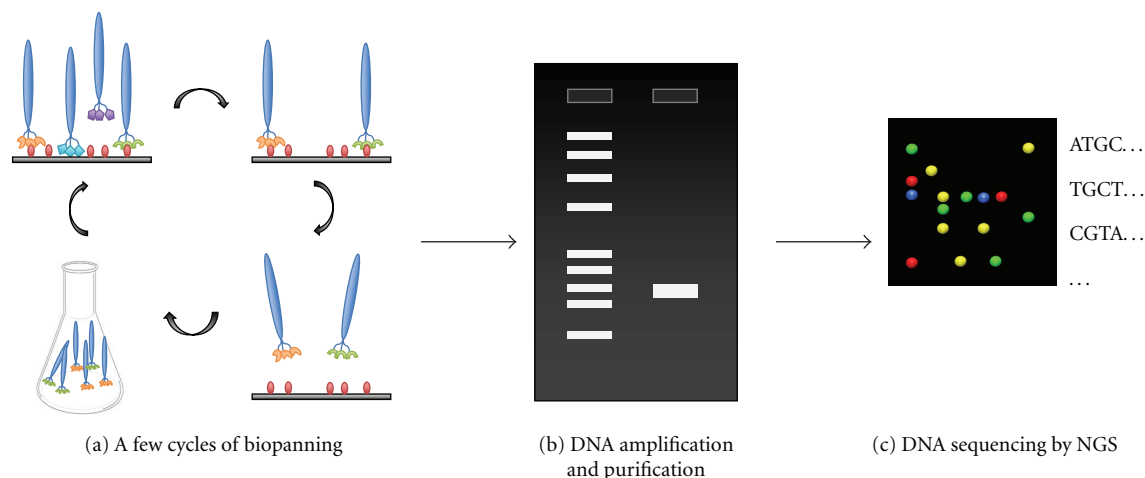 ATGC...
TGCT...
CGTA...
...
(a) A few cycles of biopanning
(b) DNA amplification
and purification
(c) DNA sequencing by NGS